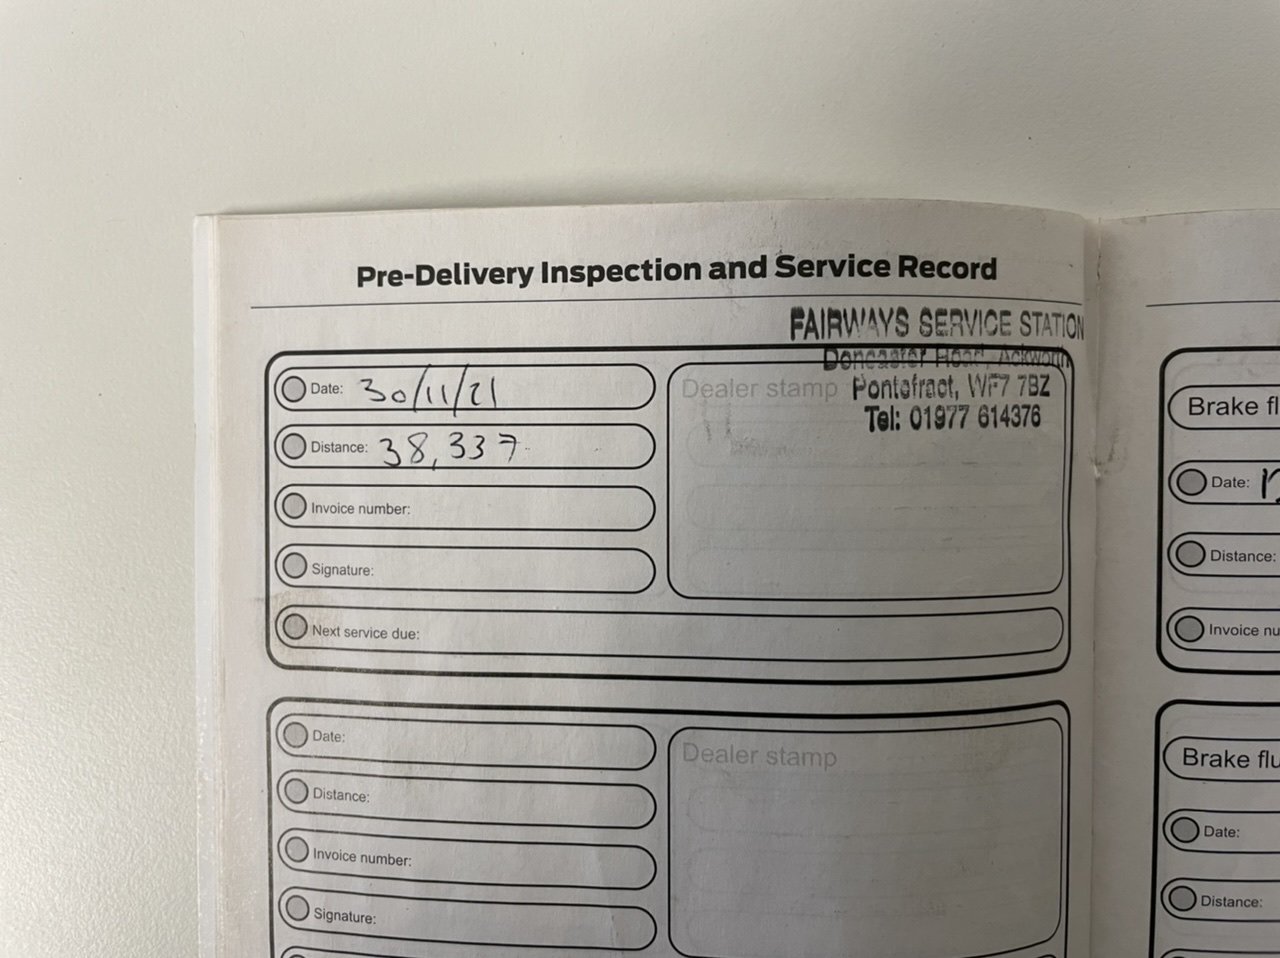 Pre-Delivery Inspection and Service Record
FAIRWAYS SERVICE STATION
Doncaster Road, Ackworth
Pontefract, WF7 7BZ
Tel: 01977 614376
Dealer stamp
Date: 30/11/21
Distance: 38,337
Invoice number:
Signature:
Next service due:
Date:
Distance:
Invoice number:
Signature:
Dealer stamp
Brake fl
Date:
Distance:
Invoice nu
Brake flu
Date:
Distance: